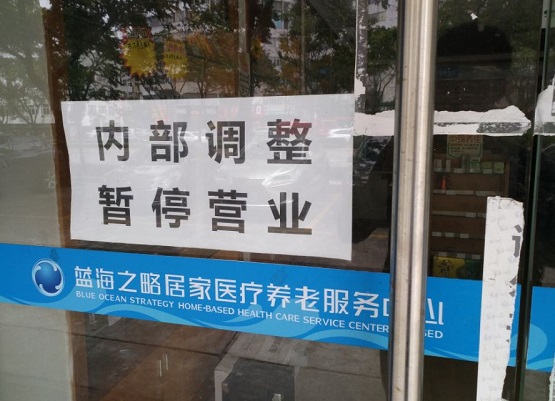 内部调整
暂停营业
蓝海之略居家医疗养老服务中心
BLUE OCEAN STRATEGY HOME-BASED HEALTH CARE SERVICE CENTER